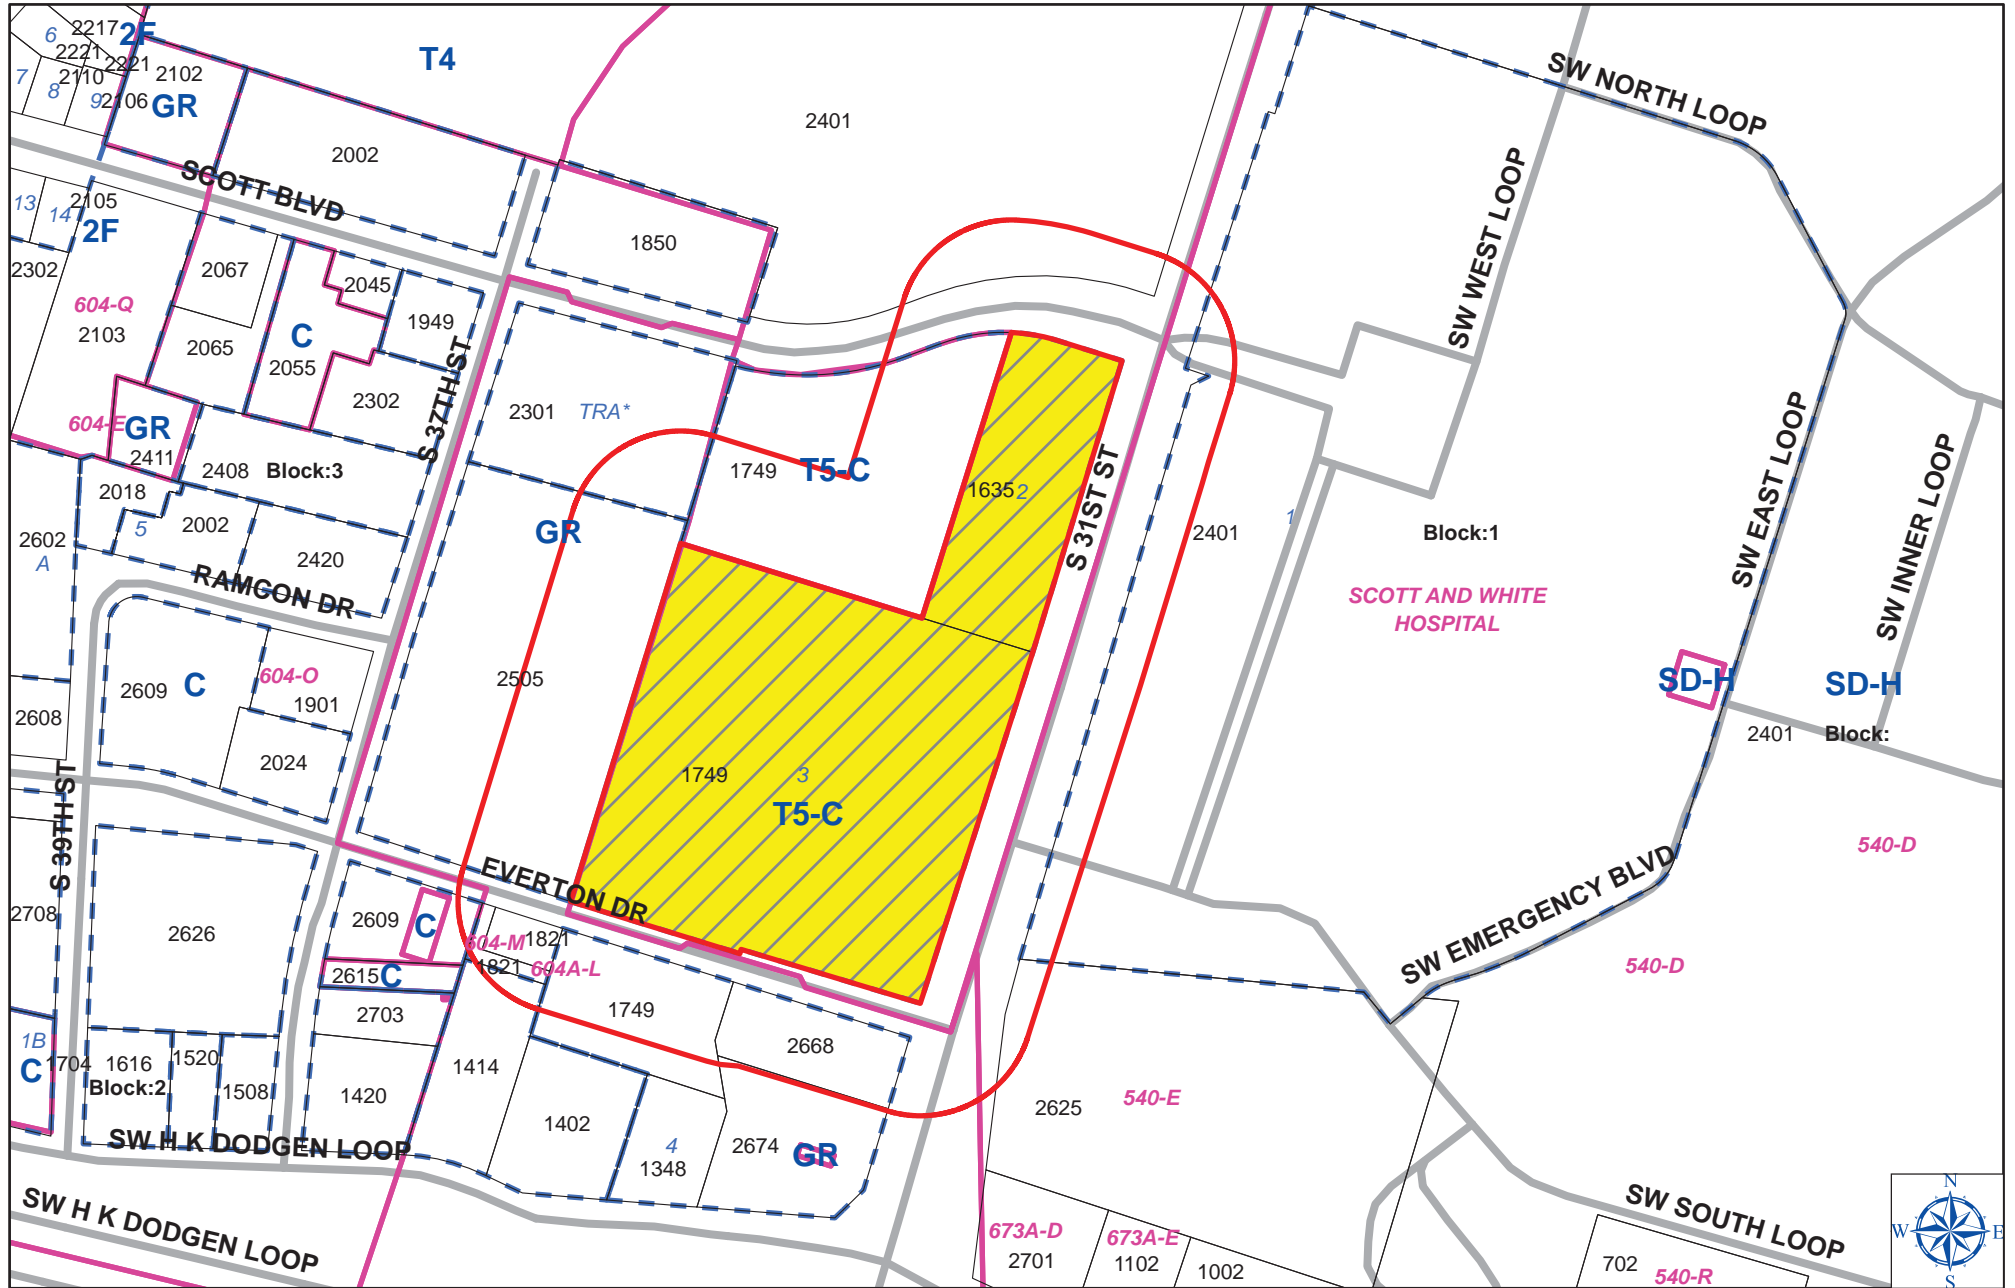 2217
2F
6
2221
2221
7
8
2110
9
2106
2102
GR
T4
2401
2002
SCOTT BLVD
13
14
2105
2F
2302
604-Q
2103
2067
2065
C
2055
2045
1949
2302
1850
SW NORTH LOOP
SW WEST LOOP
S 37TH ST
2301
TRA*
604-E
GR
2411
2408
Block:3
2018
5
2002
2420
2602
A
RAMCON DR
1749
T5-C
1635
2
S 31ST ST
GR
2401
1
Block:1
SCOTT AND WHITE
HOSPITAL
SW EAST LOOP
SW INNER LOOP
SD-H
SD-H
2401
Block:
2609
C
604-O
1901
2024
2608
2505
1749
3
T5-C
S 39TH ST
2708
2626
EVERTON DR
2609
C
604-M
1821
1821
604A-L
2615
C
2703
1749
2668
540-D
540-D
SW EMERGENCY BLVD
1B
C
1704
1616
Block:2
1520
1508
1420
1414
1402
4
1348
2674
GR
2625
540-E
SW H K DODGEN LOOP
SW H K DODGEN LOOP
673A-D
2701
673A-E
1102
1002
SW SOUTH LOOP
702
540-R
N
W
E
S